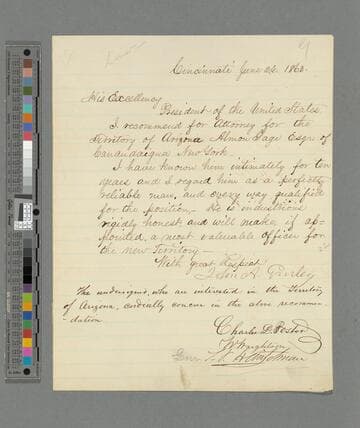 Cincinnati June 24. 1863.
His Excellency
President of the United States
I recommend for Attorney for the
Territory of Arizona Almon Gage Esqr. of
Canandaigua New York.
I have known him intimately for ten
years and I regard him as a perfectly
reliable man, and every way qualified
for the position. He is industrious
rigidly honest and will make, if ap-
pointed, a most valuable officer for
the new Territory.
With great Respect
John A. Gurley
The undersigned, who are interested in the Territory
of Arizona, cordially concur in the above recommen-
dation
Charles D. Poston
W. Wrightson